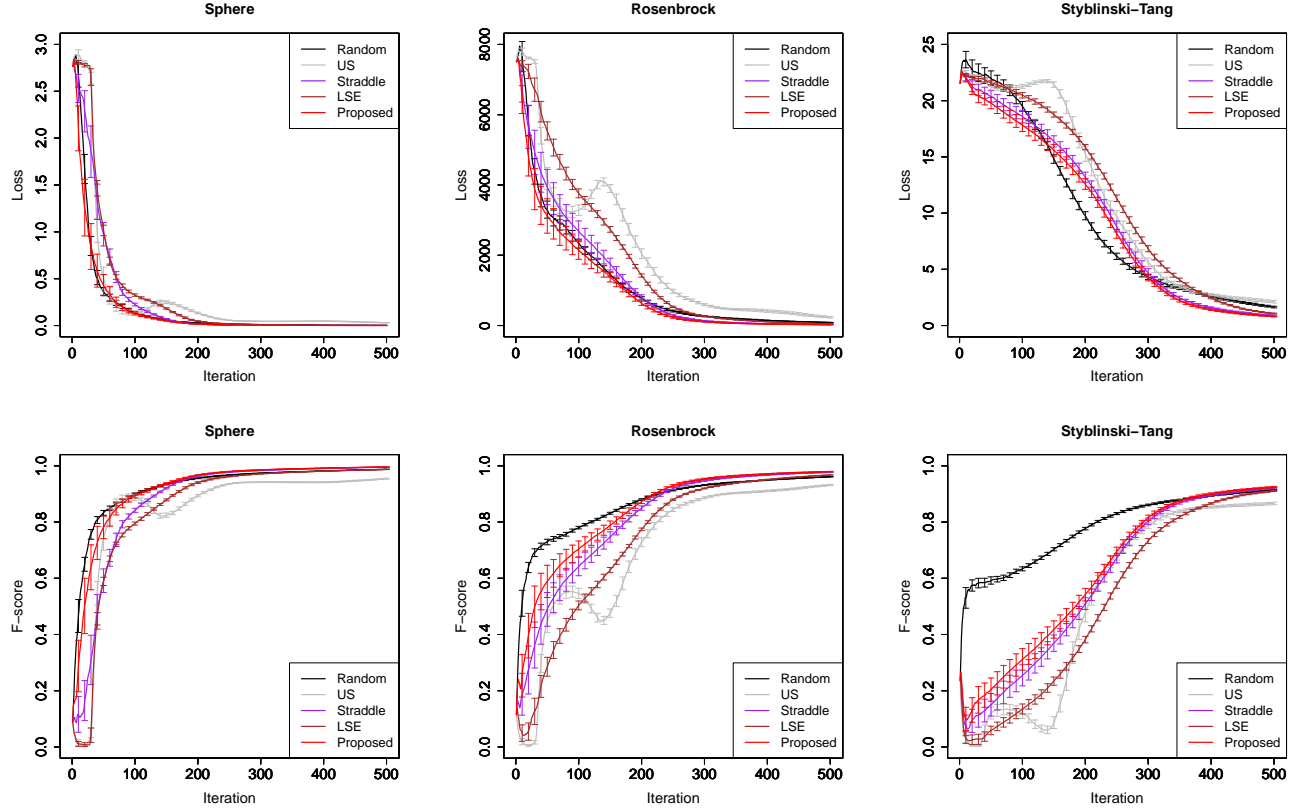 Sphere
Loss
0.0 0.5 1.0 1.5 2.0 2.5 3.0
0 100 200 300 400 500
Iteration
Random
US
Straddle
LSE
Proposed
Rosenbrock
Loss
0 2000 4000 6000 8000
0 100 200 300 400 500
Iteration
Random
US
Straddle
LSE
Proposed
Styblinski−Tang
Loss
0 5 10 15 20 25
0 100 200 300 400 500
Iteration
Random
US
Straddle
LSE
Proposed
Sphere
F−score
0.0 0.2 0.4 0.6 0.8 1.0
0 100 200 300 400 500
Iteration
Random
US
Straddle
LSE
Proposed
Rosenbrock
F−score
0.0 0.2 0.4 0.6 0.8 1.0
0 100 200 300 400 500
Iteration
Random
US
Straddle
LSE
Proposed
Styblinski−Tang
F−score
0.0 0.2 0.4 0.6 0.8 1.0
0 100 200 300 400 500
Iteration
Random
US
Straddle
LSE
Proposed